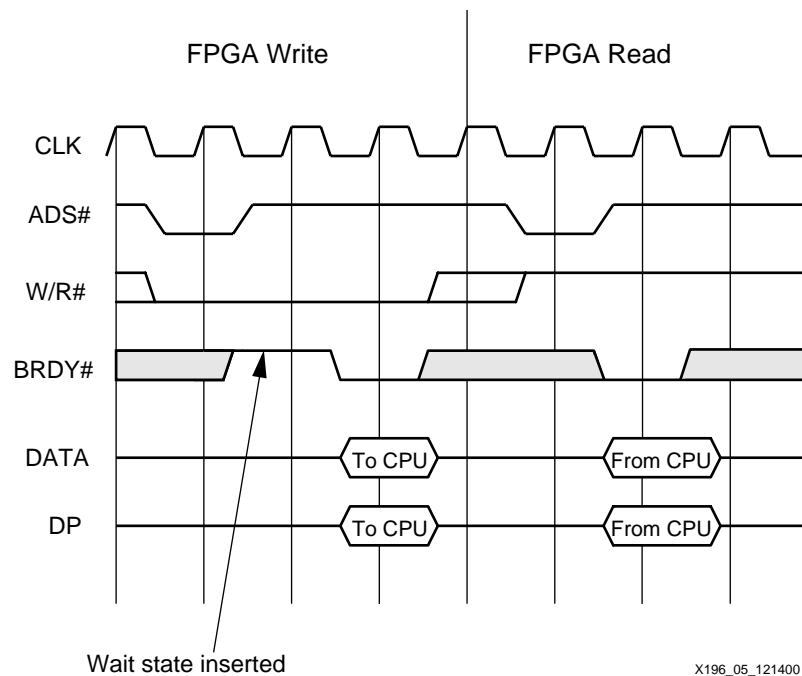 FPGA Write FPGA Read
CLK
ADS#
W/R#
BRDY#
DATA To CPU From CPU
DP To CPU From CPU
Wait state inserted
X196_05_121400